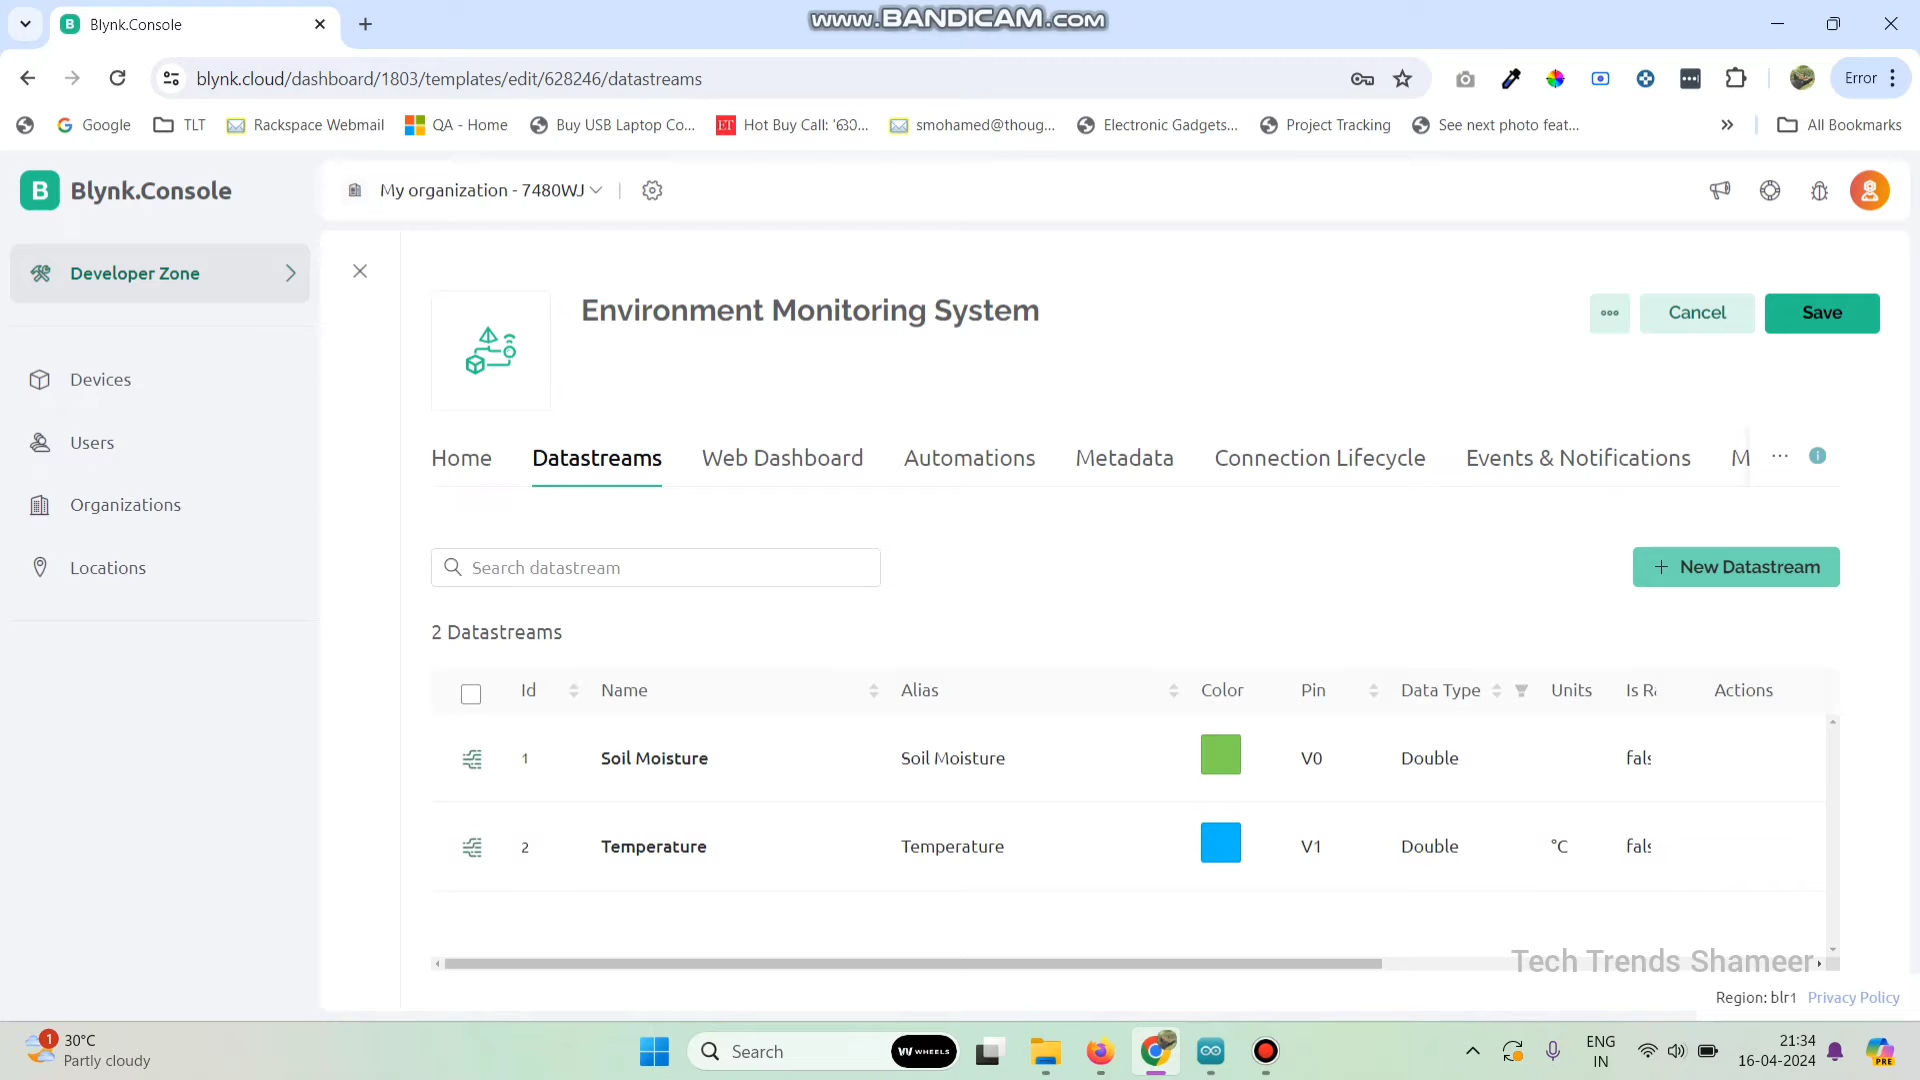 B Blynk.Console
www.BANDICAM.com
blynk.cloud/dashboard/1803/templates/edit/628246/datastreams
Error
Google
TLT
Rackspace Webmail
QA - Home
Buy USB Laptop Co...
ET Hot Buy Call: 'ഓ...
smohamed@thoug...
Electronic Gadgets...
Project Tracking
See next photo feat...
All Bookmarks
B Blynk.Console
My organization - 7480WJ
Developer Zone
Devices
Users
Organizations
Locations
Environment Monitoring System
Cancel
Save
Home
Datastreams
Web Dashboard
Automations
Metadata
Connection Lifecycle
Events & Notifications
M
Search datastream
+ New Datastream
2 Datastreams
Id Name Alias Color Pin Data Type Units Is Ra Actions
1 Soil Moisture Soil Moisture V0 Double fals
2 Temperature Temperature V1 Double °C fals
Tech Trends Shameer
Region: blr1 Privacy Policy
1
30°C
Partly cloudy
Search
WHEELS
ENG
IN
21:34
16-04-2024
PRE